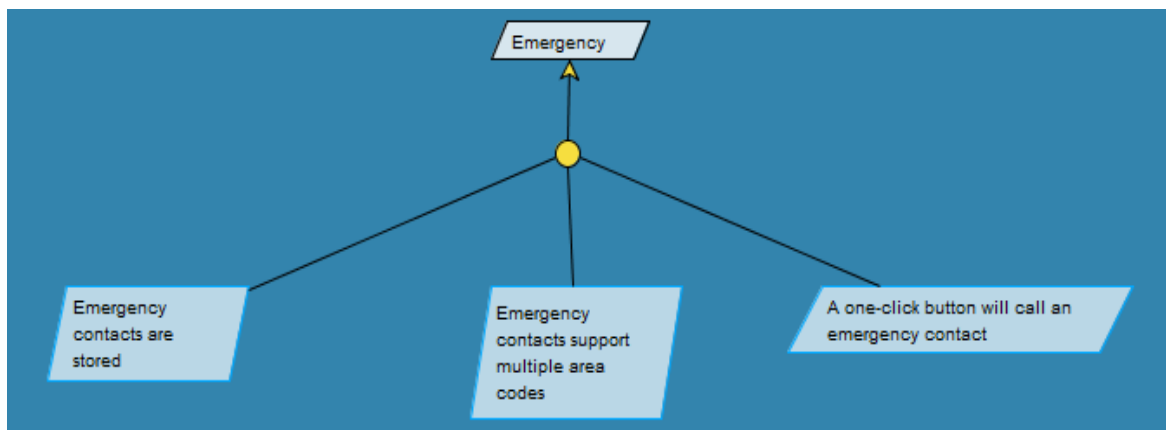 Emergency
Emergency
contacts are
stored
Emergency
contacts support
multiple area
codes
A one-click button will call an
emergency contact